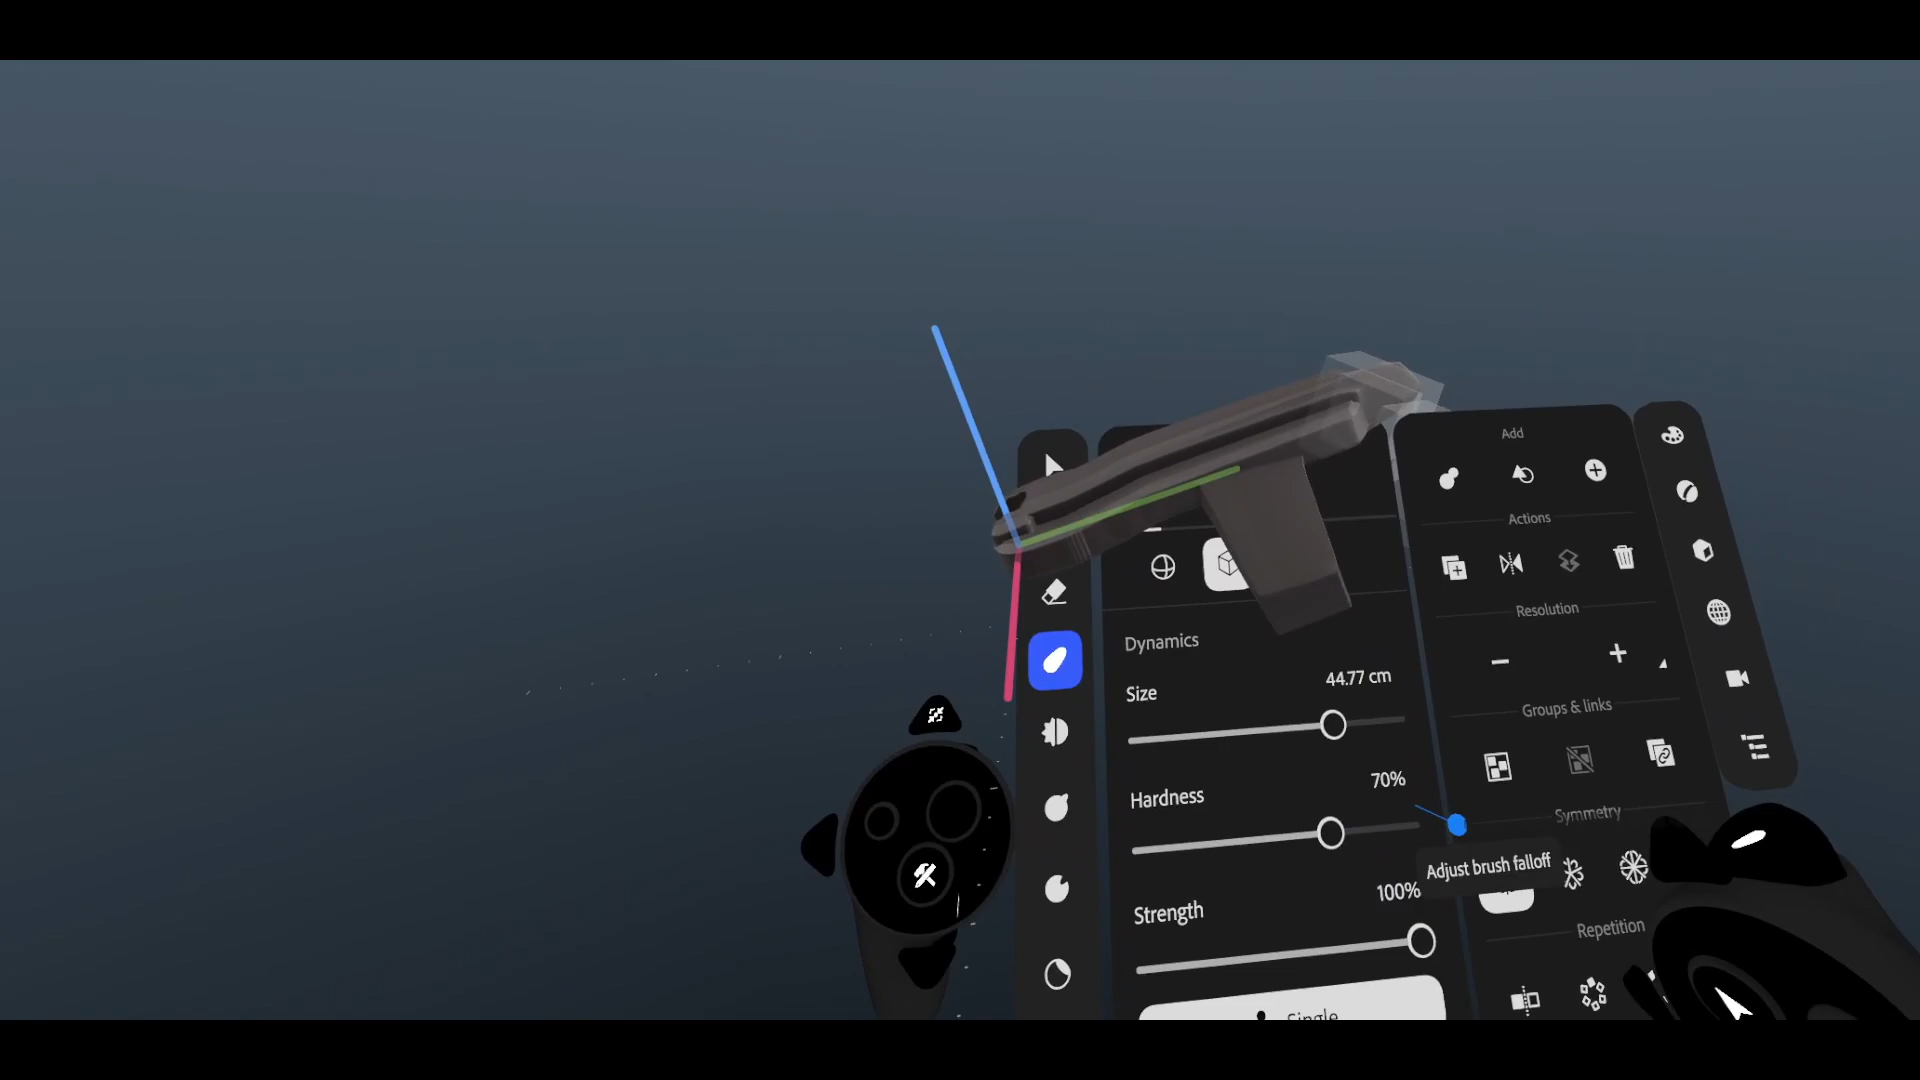 Add
Actions
Dynamics
Resolution
Size
44.77 cm
Groups & links
Hardness
70%
Symmetry
Adjust brush falloff
Strength
100%
Repetition
Single